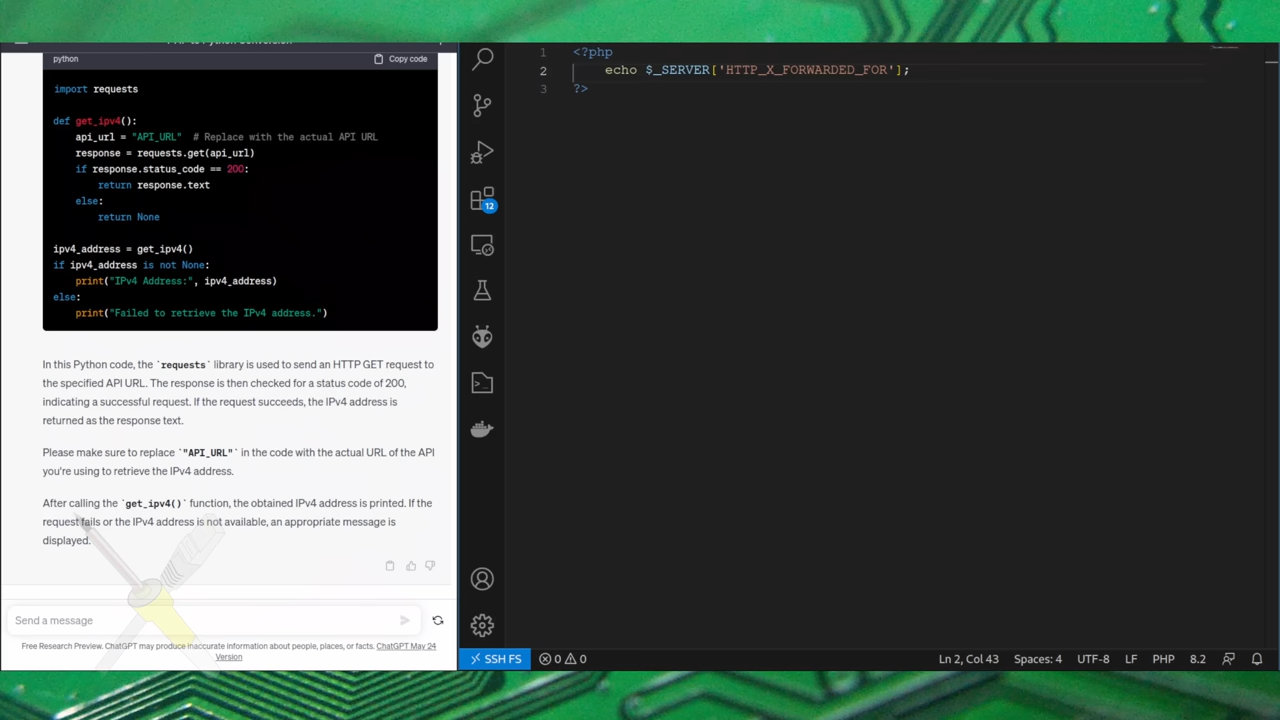 python
Copy code
import requests
def get_ipv4():
api_url = "API_URL"  # Replace with the actual API URL
response = requests.get(api_url)
if response.status_code == 200:
return response.text
else:
return None
ipv4_address = get_ipv4()
if ipv4_address is not None:
print("IPv4 Address:", ipv4_address)
else:
print("Failed to retrieve the IPv4 address.")
In this Python code, the `requests` library is used to send an HTTP GET request to
the specified API URL. The response is then checked for a status code of 200,
indicating a successful request. If the request succeeds, the IPv4 address is
returned as the response text.
Please make sure to replace `"API_URL"` in the code with the actual URL of the API
you're using to retrieve the IPv4 address.
After calling the `get_ipv4()` function, the obtained IPv4 address is printed. If the
request fails or the IPv4 address is not available, an appropriate message is
displayed.
Send a message
Free Research Preview. ChatGPT may produce inaccurate information about people, places, or facts. ChatGPT May 24
Version
1 <?php
2 echo $_SERVER['HTTP_X_FORWARDED_FOR'];
3 ?>
12
SSH FS
0 0
Ln 2, Col 43
Spaces: 4
UTF-8
LF
PHP
8.2